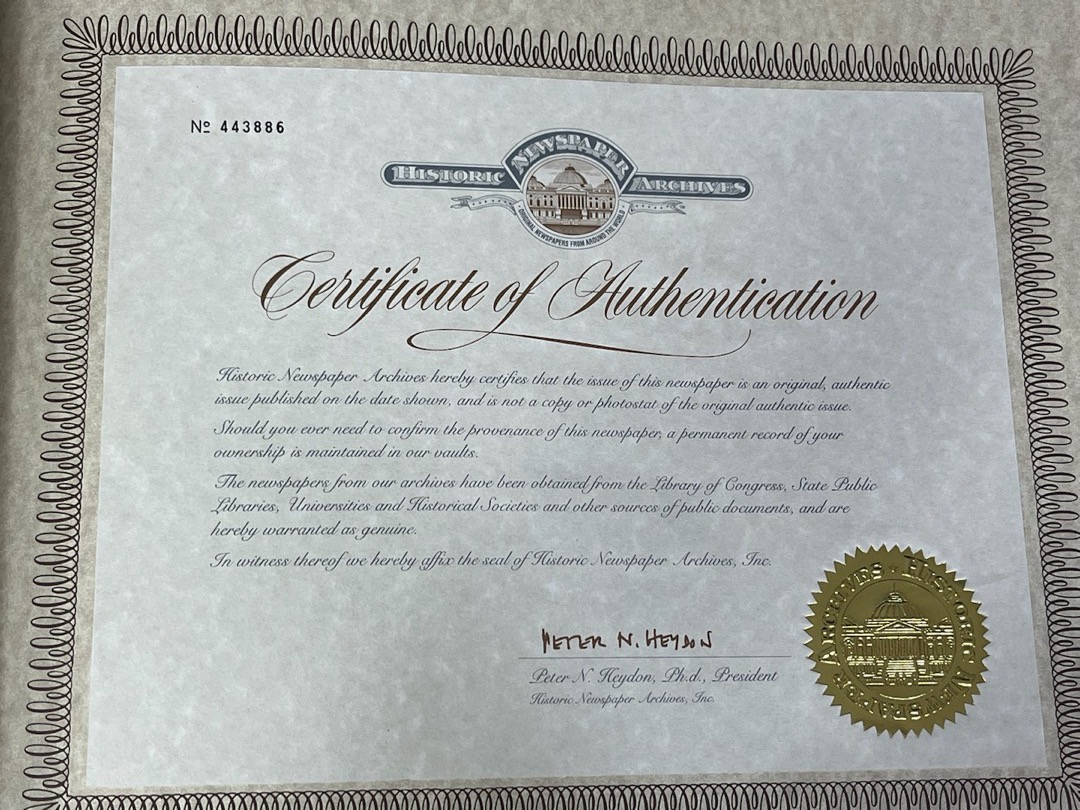 Nº 443886
HISTORIC NEWSPAPER ARCHIVES
ORIGINAL NEWSPAPERS FROM AROUND THE WORLD
Certificate of Authentication
Historic Newspaper Archives hereby certifies that the issue of this newspaper is an original, authentic
issue published on the date shown, and is not a copy or photostat of the original authentic issue.
Should you ever need to confirm the provenance of this newspaper, a permanent record of your
ownership is maintained in our vaults.
The newspapers from our archives have been obtained from the Library of Congress, State Public
Libraries, Universities and Historical Societies and other sources of public documents, and are
hereby warranted as genuine.
In witness thereof we hereby affix the seal of Historic Newspaper Archives, Inc.
PETER N. HEYDON
Peter N. Heydon, Ph.d., President
Historic Newspaper Archives, Inc.
HISTORIC NEWSPAPER ARCHIVES